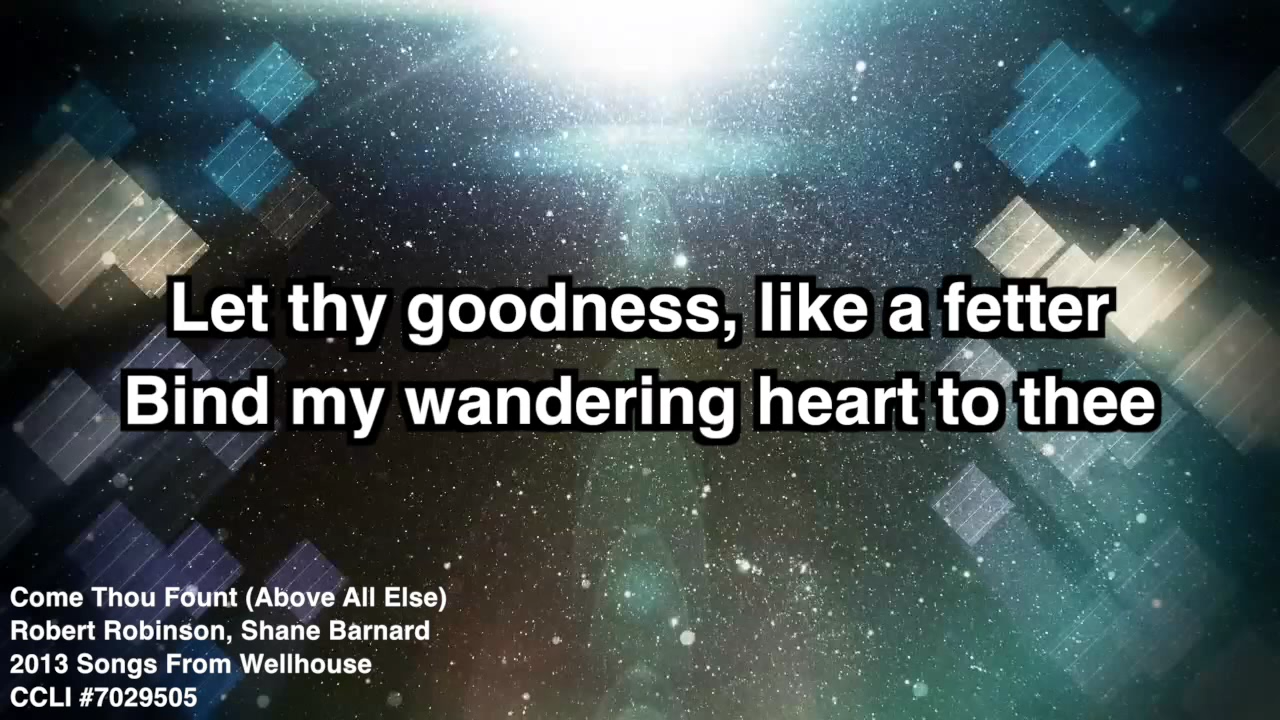 Let thy goodness, like a fetter
Bind my wandering heart to thee
Come Thou Fount (Above All Else)
Robert Robinson, Shane Barnard
2013 Songs From Wellhouse
CCLI #7029505